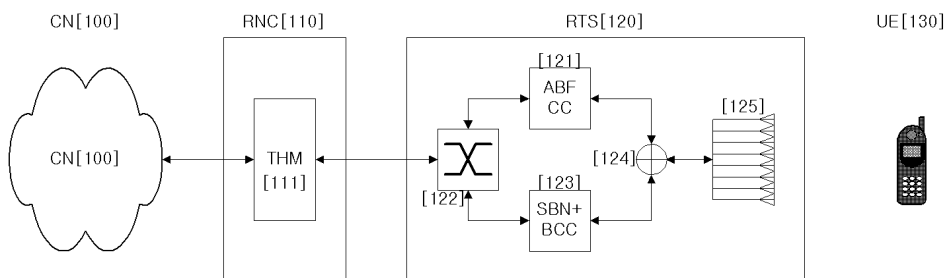 CN[100] RNC[110] RTS[120] UE[130]
[121]
ABF
CC
[125]
CN[100]
THM
[111]
[124]
[122]
[123]
SBN+
BCC